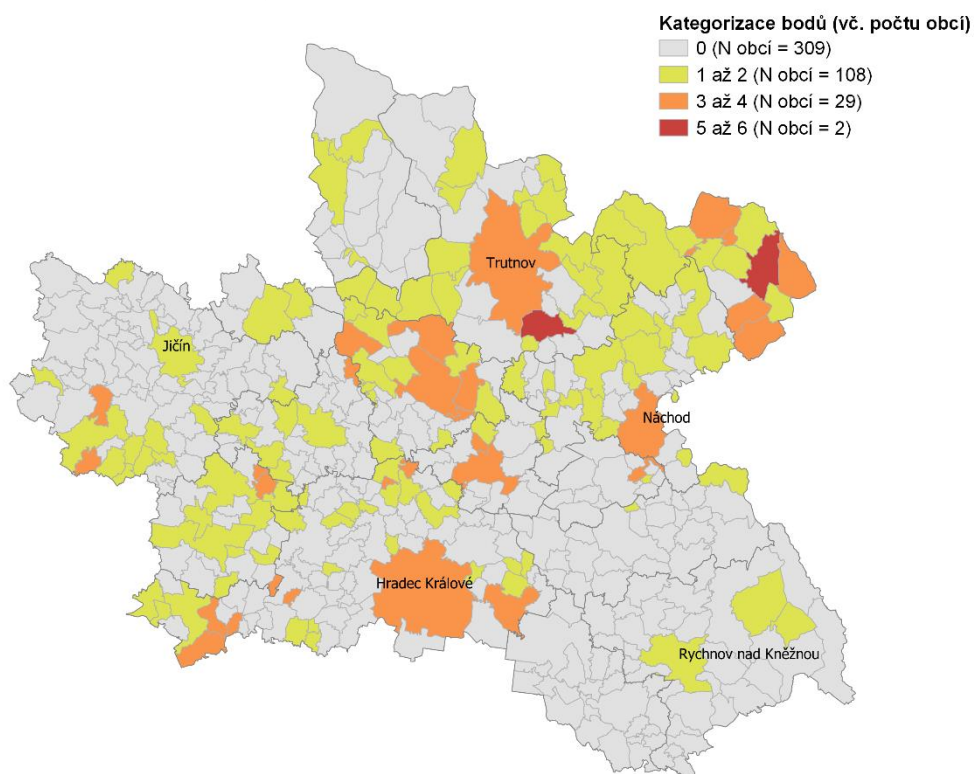 Kategorizace bodů (vč. počtu obcí)
0 (N obcí = 309)
1 až 2 (N obcí = 108)
3 až 4 (N obcí = 29)
5 až 6 (N obcí = 2)
Trutnov
Jičín
Náchod
Hradec Králové
Rychnov nad Kněžnou